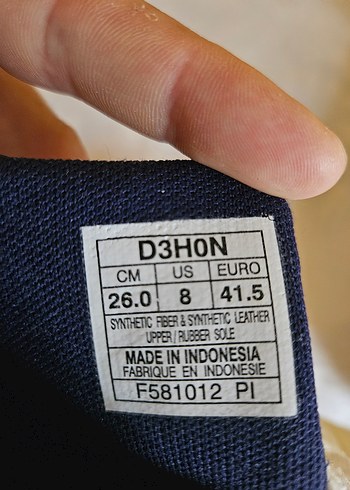 D3H0N
CM US EURO
26.0 8 41.5
SYNTHETIC FIBER & SYNTHETIC LEATHER
UPPER / RUBBER SOLE
MADE IN INDONESIA
FABRIQUE EN INDONESIE
F581012 PI